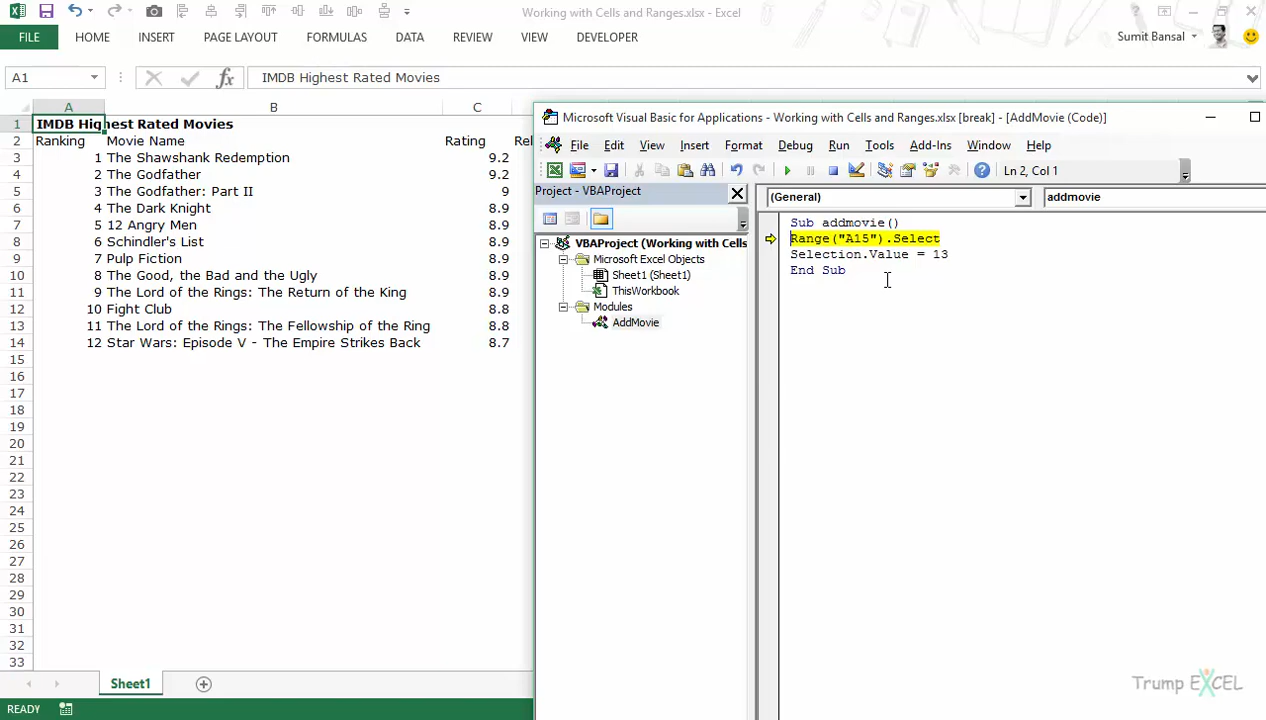 Working with Cells and Ranges.xlsx - Excel
FILE HOME INSERT PAGE LAYOUT FORMULAS DATA REVIEW VIEW DEVELOPER Sumit Bansal
A1 fx IMDB Highest Rated Movies
A B C
1 IMDB Highest Rated Movies
2 Ranking Movie Name Rating Rel
3 1 The Shawshank Redemption 9.2
4 2 The Godfather 9.2
5 3 The Godfather: Part II 9
6 4 The Dark Knight 8.9
7 5 12 Angry Men 8.9
8 6 Schindler's List 8.9
9 7 Pulp Fiction 8.9
10 8 The Good, the Bad and the Ugly 8.9
11 9 The Lord of the Rings: The Return of the King 8.9
12 10 Fight Club 8.8
13 11 The Lord of the Rings: The Fellowship of the Ring 8.8
14 12 Star Wars: Episode V - The Empire Strikes Back 8.7
15
16
17
18
19
20
21
22
23
24
25
26
27
28
29
30
31
32
33
Sheet1
READY
Microsoft Visual Basic for Applications - Working with Cells and Ranges.xlsx [break] - [AddMovie (Code)]
File Edit View Insert Format Debug Run Tools Add-Ins Window Help
Ln 2, Col 1
Project - VBAProject
VBAProject (Working with Cells
Microsoft Excel Objects
Sheet1 (Sheet1)
ThisWorkbook
Modules
AddMovie
(General) addmovie
Sub addmovie()
Range("A15").Select
Selection.Value = 13
End Sub
Trump EXCEL